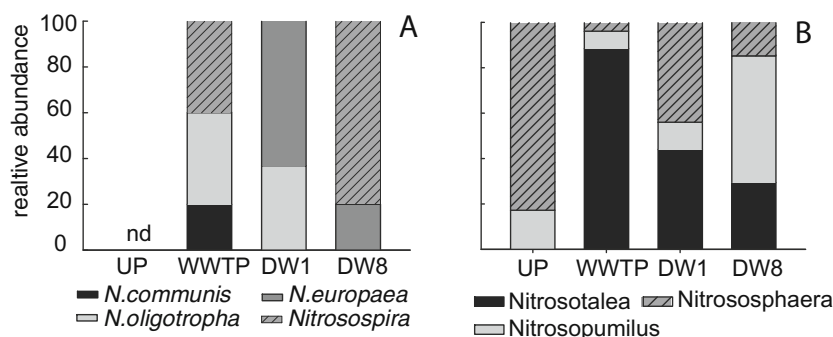 A
B
realtive abundance
100
80
60
40
20
0
nd
UP WWTP DW1 DW8
UP WWTP DW1 DW8
N.communis N.europaea
N.oligotropha Nitrosospira
Nitrosotalea Nitrososphaera
Nitrosopumilus